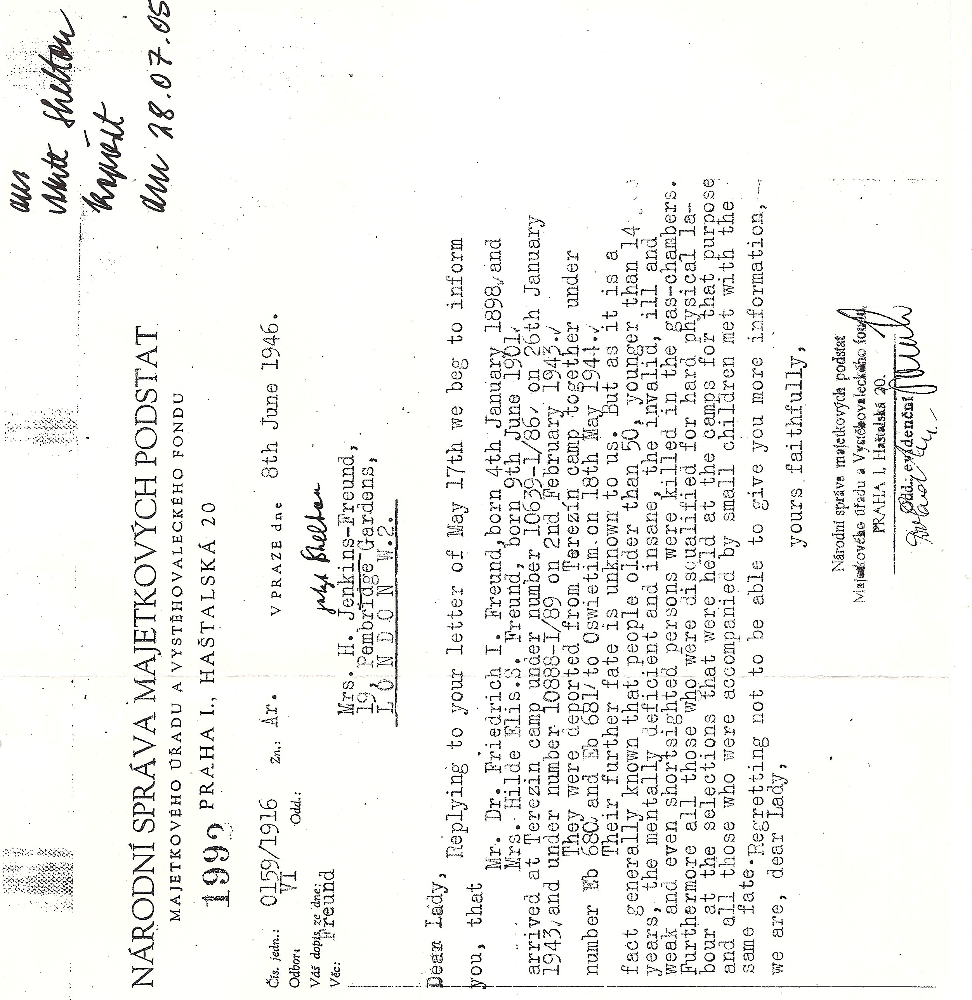 aus
Akte Shelton
kopiert
am 28.07.05
NÁRODNÍ SPRÁVA MAJETKOVÝCH PODSTAT
MAJETKOVÉHO ÚŘADU A VYSTĚHOVALECKÉHO FONDU
1992 PRAHA I., HAŠTALSKÁ 20
Čís. jedn.: 0159/1916 Zn.: Ar. V PRAZE dne 8th June 1946.
Odbor: VI Odd.:
Váš dopis ze dne:
Věc: Freund
jetzt Shelton
Mrs. H. Jenkins-Freund,
19, Pembridge Gardens,
L O N D O N W.2.
Dear Lady,
Replying to your letter of May 17th we beg to inform
you, that
Mr. Dr. Friedrich I. Freund,born 4th January 1898,and
Mrs. Hilde Elis.S. Freund, born 9th June 1901
arrived at Terezin camp under number 10639-1/86, on 26th January
1943,and under number 10888-I/89 on 2nd February 1943.
They were deported from Terezín camp together under
number Eb 680, and Eb 681, to Oswietim on 18th May 1944.
Their further fate is unknown to us. But as it is a
fact generally known that people older than 50, younger than 14
years, the mentally deficient and insane, the invalid, ill and
weak and even shortsighted persons were killed in the gas-chambers.
Furthermore all those who were disqualified for hard physical la-
bour at the selections that were held at the camps for that purpose
and all those who were accompanied by small children met with the
same fate.
Regretting not to be able to give you more information,-
we are, dear Lady,
yours faithfully,
Národní správa majetkových podstat
Majetkového úřadu a Vystěhovaleckého fondu
PRAHA I, Haštalská 20.
Odd. evidenční